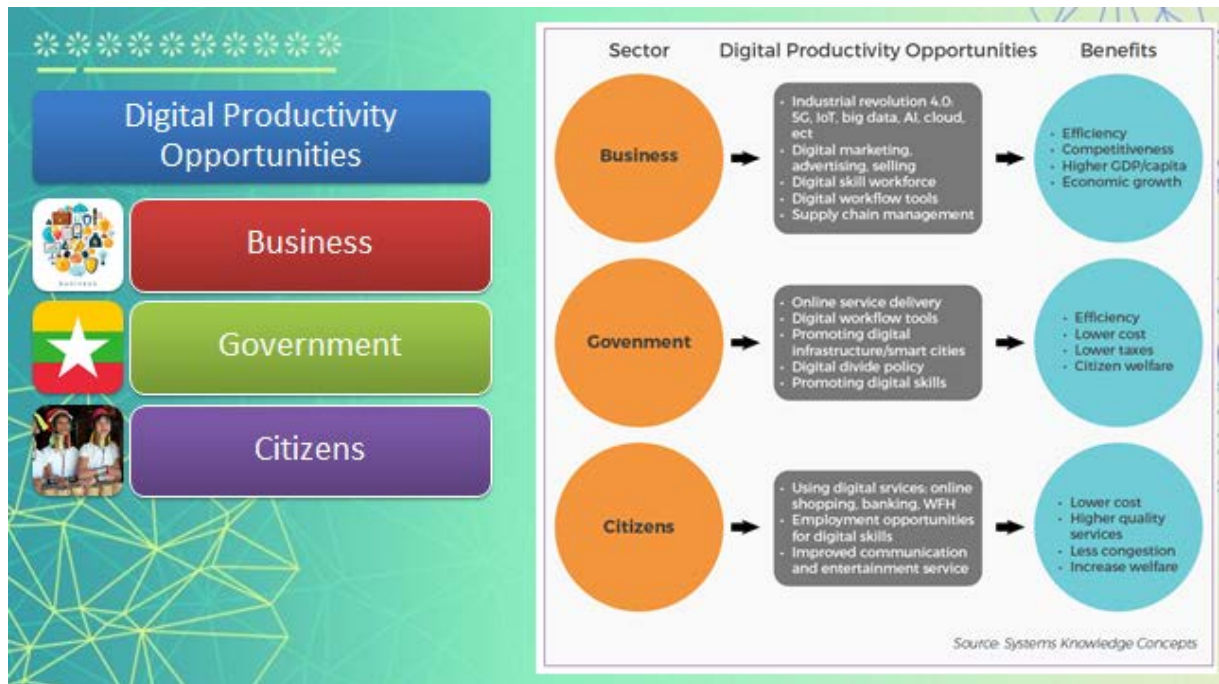 Digital Productivity
Opportunities
Business
Government
Citizens
Sector
Digital Productivity Opportunities
Benefits
Business
• Industrial revolution 4.0:
5G, IoT, big data, AI, cloud,
ect
• Digital marketing,
advertising, selling
• Digital skill workforce
• Digital workflow tools
• Supply chain management
• Efficiency
• Competitiveness
• Higher GDP/capita
• Economic growth
Govenment
• Online service delivery
• Digital workflow tools
• Promoting digital
infrastructure/smart cities
• Digital divide policy
• Promoting digital skills
• Efficiency
• Lower cost
• Lower taxes
• Citizen welfare
Citizens
• Using digital srvices: online
shopping, banking, WFH
• Employment opportunities
for digital skills
• Improved communication
and entertainment service
• Lower cost
• Higher quality
services
• Less congestion
• Increase welfare
Source: Systems Knowledge Concepts